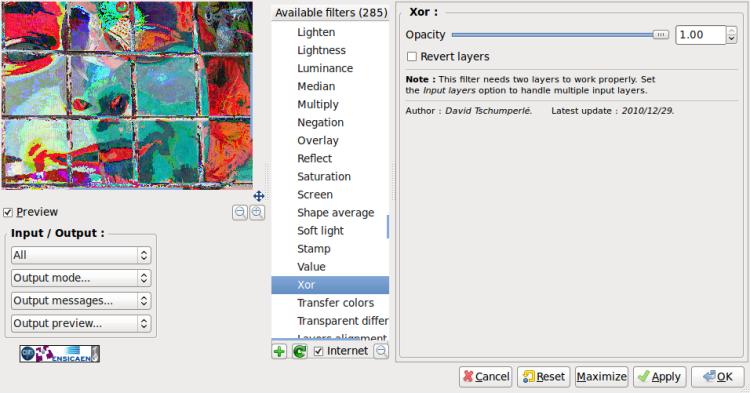 Available filters (285)
Lighten
Lightness
Luminance
Median
Multiply
Negation
Overlay
Reflect
Saturation
Screen
Shape average
Soft light
Stamp
Value
Xor
Transfer colors
Transparent differ
Layers alignment
Internet
Preview
Input / Output :
All
Output mode...
Output messages...
Output preview...
ENSICAEN
Xor :
Opacity 1.00
Revert layers
Note : This filter needs two layers to work properly. Set
the Input layers option to handle multiple input layers.
Author : David Tschumperlé. Latest update : 2010/12/29.
Cancel Reset Maximize Apply OK